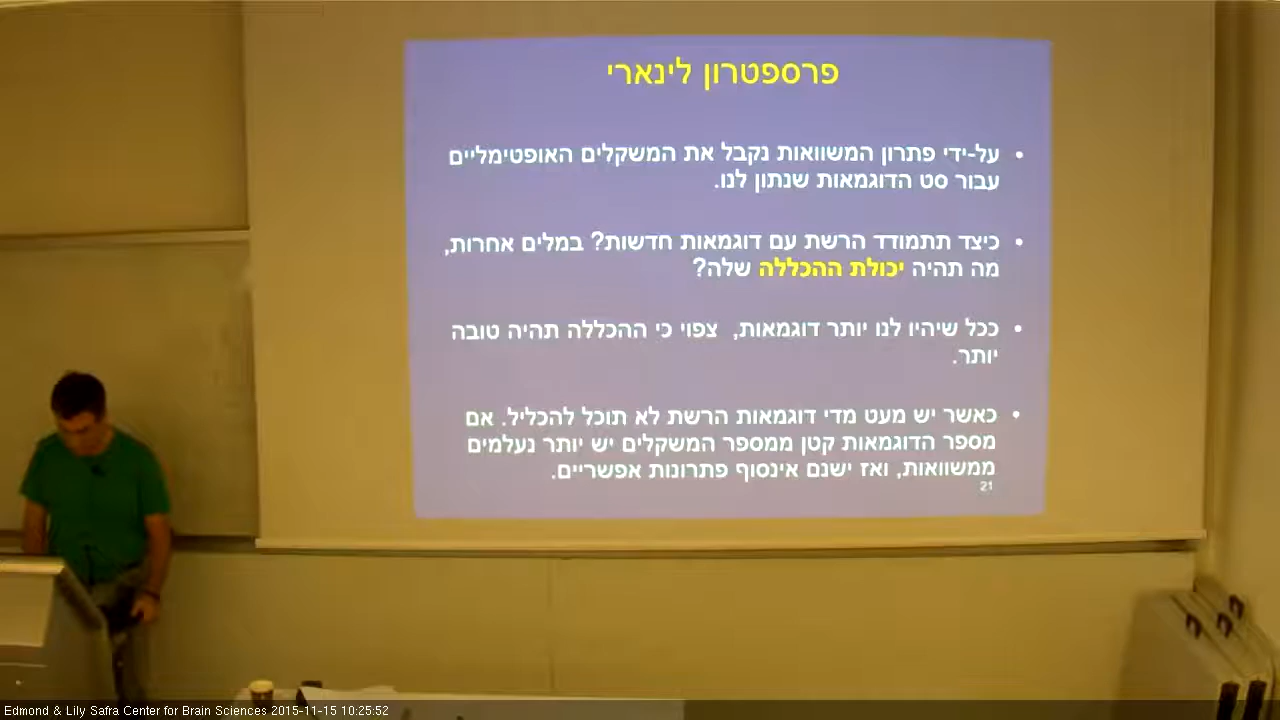 פרספטרון לינארי
• על-ידי פתרון המשוואות נקבל את המשקלים האופטימליים
עבור סט הדוגמאות שנתון לנו.
• כיצד תתמודד הרשת עם דוגמאות חדשות? במלים אחרות,
מה תהיה יכולת ההכללה שלה?
• ככל שיהיו לנו יותר דוגמאות, צפוי כי ההכללה תהיה טובה
יותר.
• כאשר יש מעט מדי דוגמאות הרשת לא תוכל להכליל. אם
מספר הדוגמאות קטן ממספר המשקלים יש יותר נעלמים
ממשוואות, ואז ישנם אינסוף פתרונות אפשריים.
21
Edmond & Lily Safra Center for Brain Sciences 2015-11-15 10:25:52